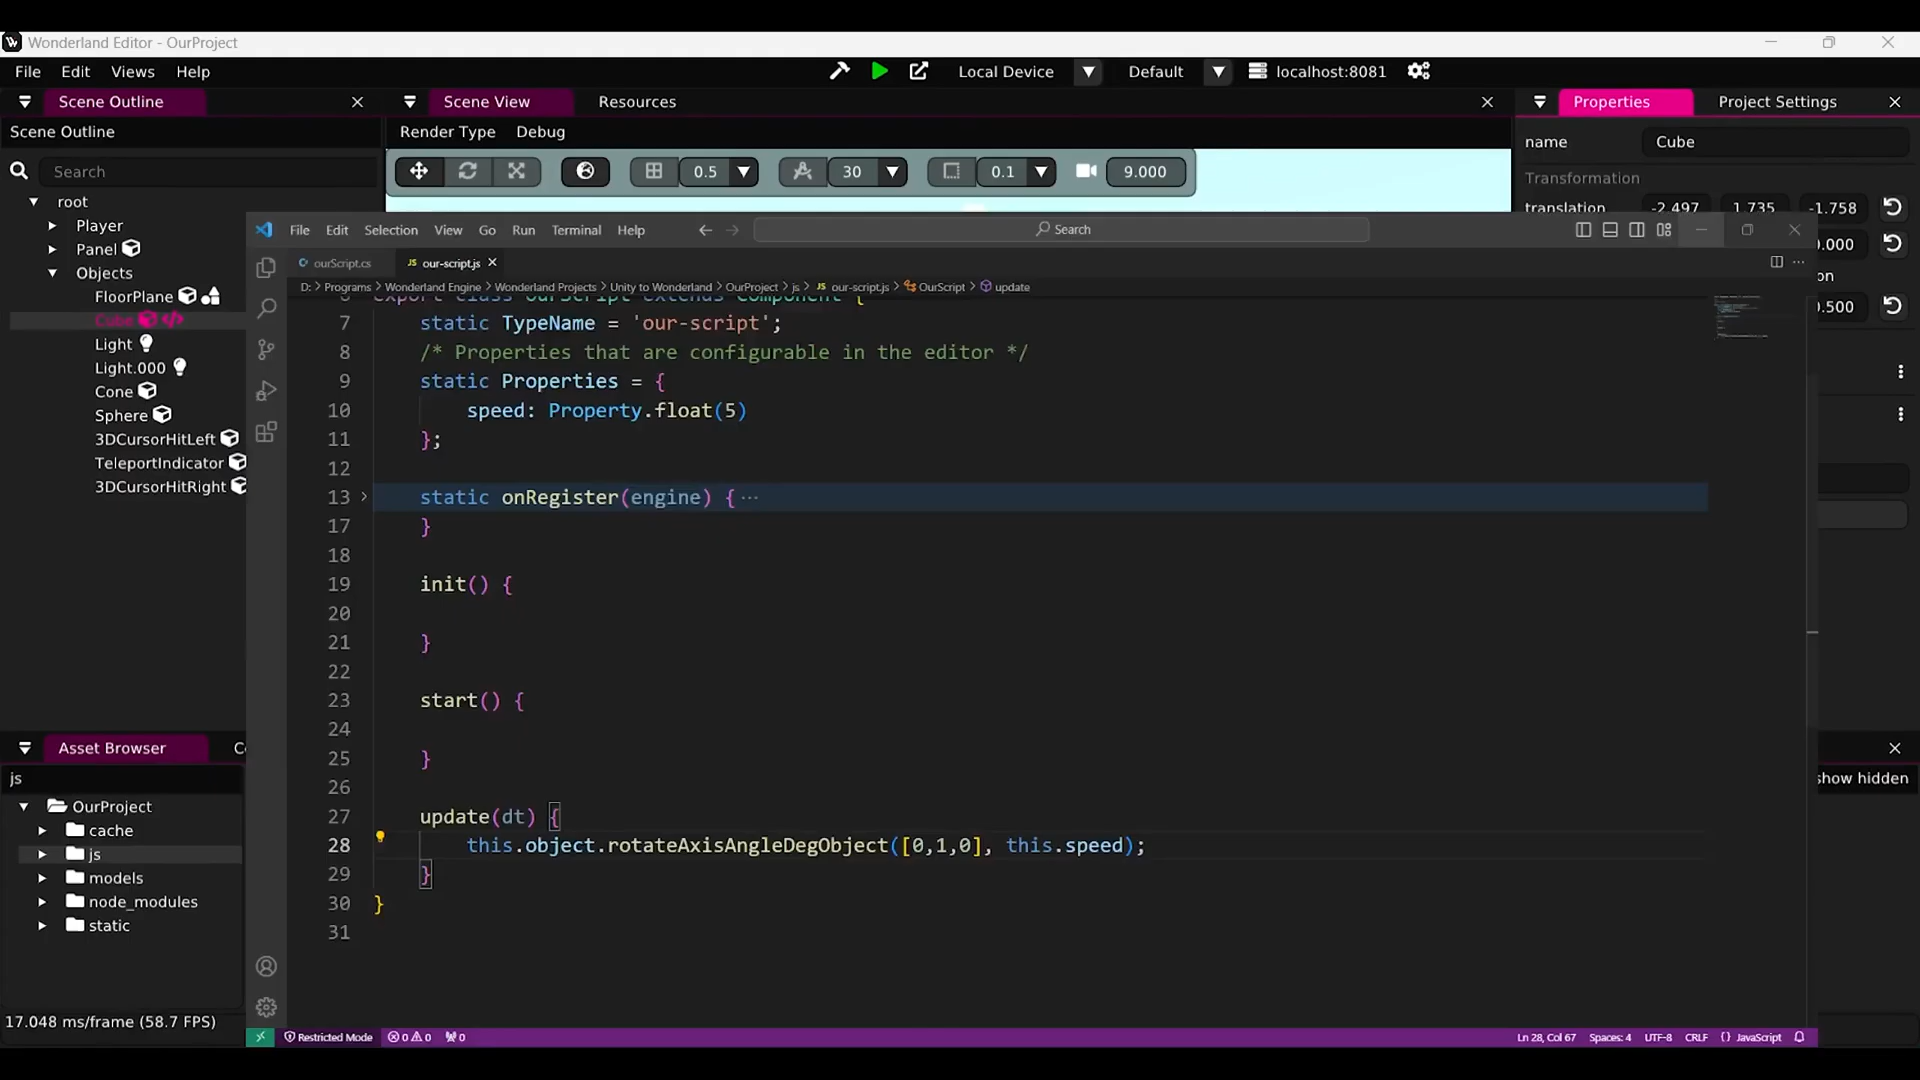 Wonderland Editor - OurProject
File Edit Views Help
Local Device Default localhost:8081
Scene Outline
Scene View Resources
Properties Project Settings
Scene Outline
Render Type Debug
name Cube
Search
0.5 30 0.1 9.000
Transformation
translation -2.497 1.735 -1.758
root
Player
Panel
Objects
FloorPlane
Cube
Light
Light.000
Cone
Sphere
3DCursorHitLeft
TeleportIndicator
3DCursorHitRight
File Edit Selection View Go Run Terminal Help
Search
ourScript.cs
JS our-script.js
D: > Programs > Wonderland Engine > Wonderland Projects > Unity to Wonderland > OurProject > js > JS our-script.js > OurScript > update
export class OurScript extends Component {
7 static TypeName = 'our-script';
8 /* Properties that are configurable in the editor */
9 static Properties = {
10 speed: Property.float(5)
11 };
12
13 static onRegister(engine) { ···
17 }
18
19 init() {
20
21 }
22
23 start() {
24
25 }
26
27 update(dt) {
28 this.object.rotateAxisAngleDegObject([0,1,0], this.speed);
29 }
30 }
31
0.000
on
0.500
Asset Browser
js
show hidden
OurProject
cache
js
models
node_modules
static
17.048 ms/frame (58.7 FPS)
Restricted Mode 0 0 0
Ln 28, Col 67 Spaces: 4 UTF-8 CRLF {} JavaScript